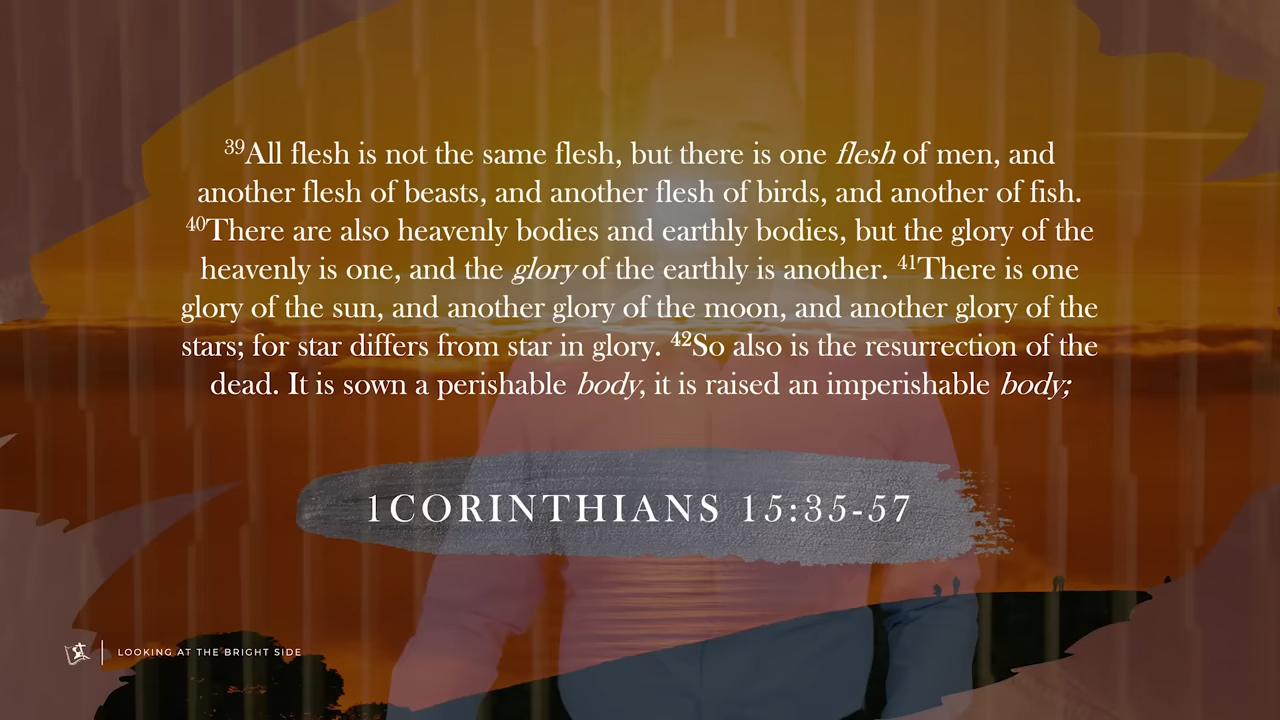 39All flesh is not the same flesh, but there is one flesh of men, and
another flesh of beasts, and another flesh of birds, and another of fish.
40There are also heavenly bodies and earthly bodies, but the glory of the
heavenly is one, and the glory of the earthly is another. 41There is one
glory of the sun, and another glory of the moon, and another glory of the
stars; for star differs from star in glory. 42So also is the resurrection of the
dead. It is sown a perishable body, it is raised an imperishable body;
1CORINTHIANS 15:35-57
LOOKING AT THE BRIGHT SIDE